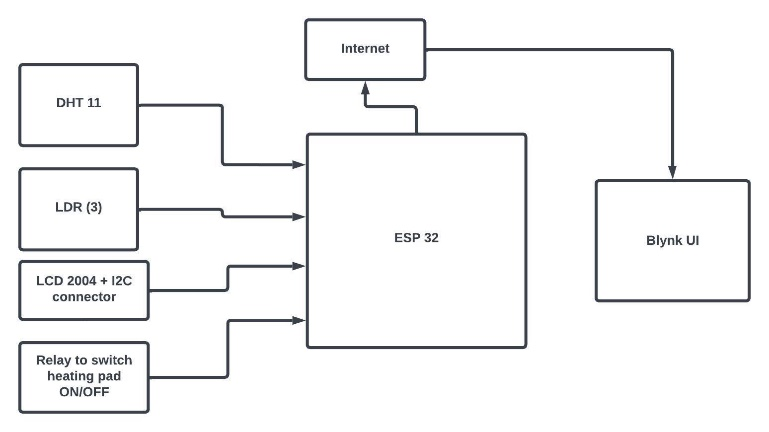 Internet
DHT 11
LDR (3)
ESP 32
Blynk UI
LCD 2004 + I2C
connector
Relay to switch
heating pad
ON/OFF